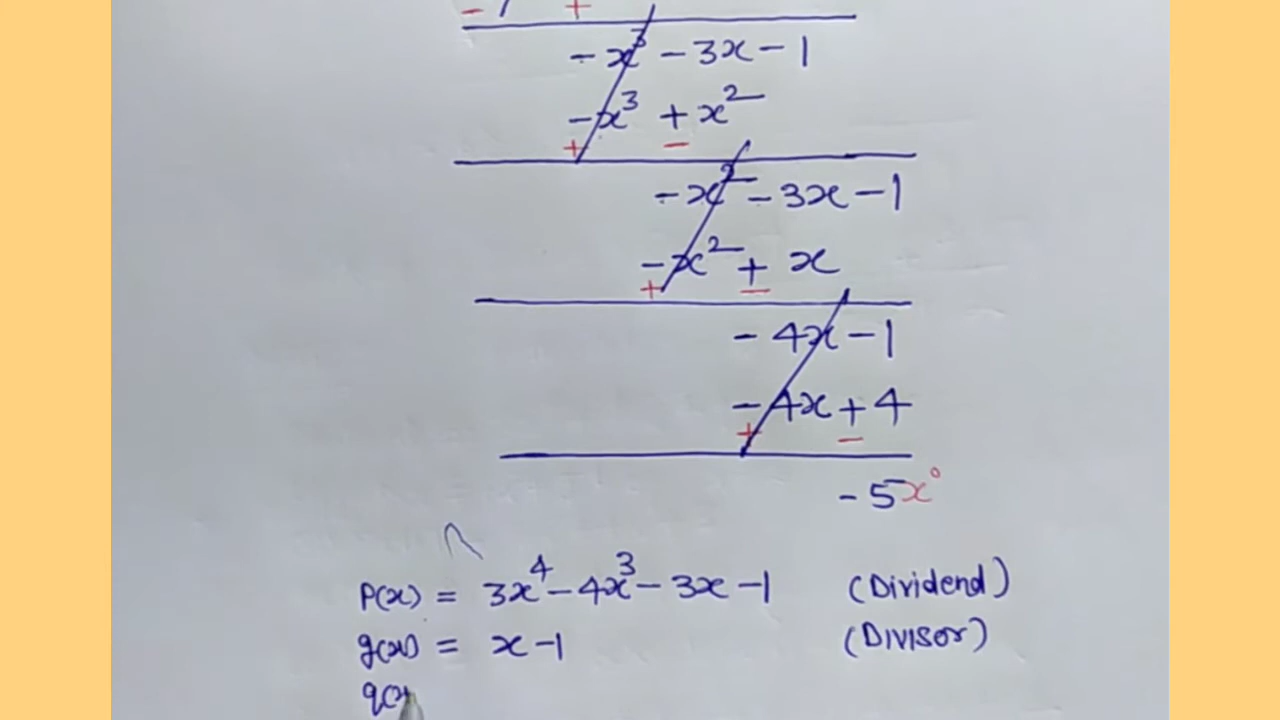 - +
-x³ - 3x - 1
-x³ + x²
+ -
-x² - 3x - 1
-x² + x
+ -
- 4x - 1
- 4x + 4
+ -
- 5x⁰
P(x) = 3x⁴ - 4x³ - 3x - 1 (Dividend)
g(x) = x - 1 (Divisor)
q(x